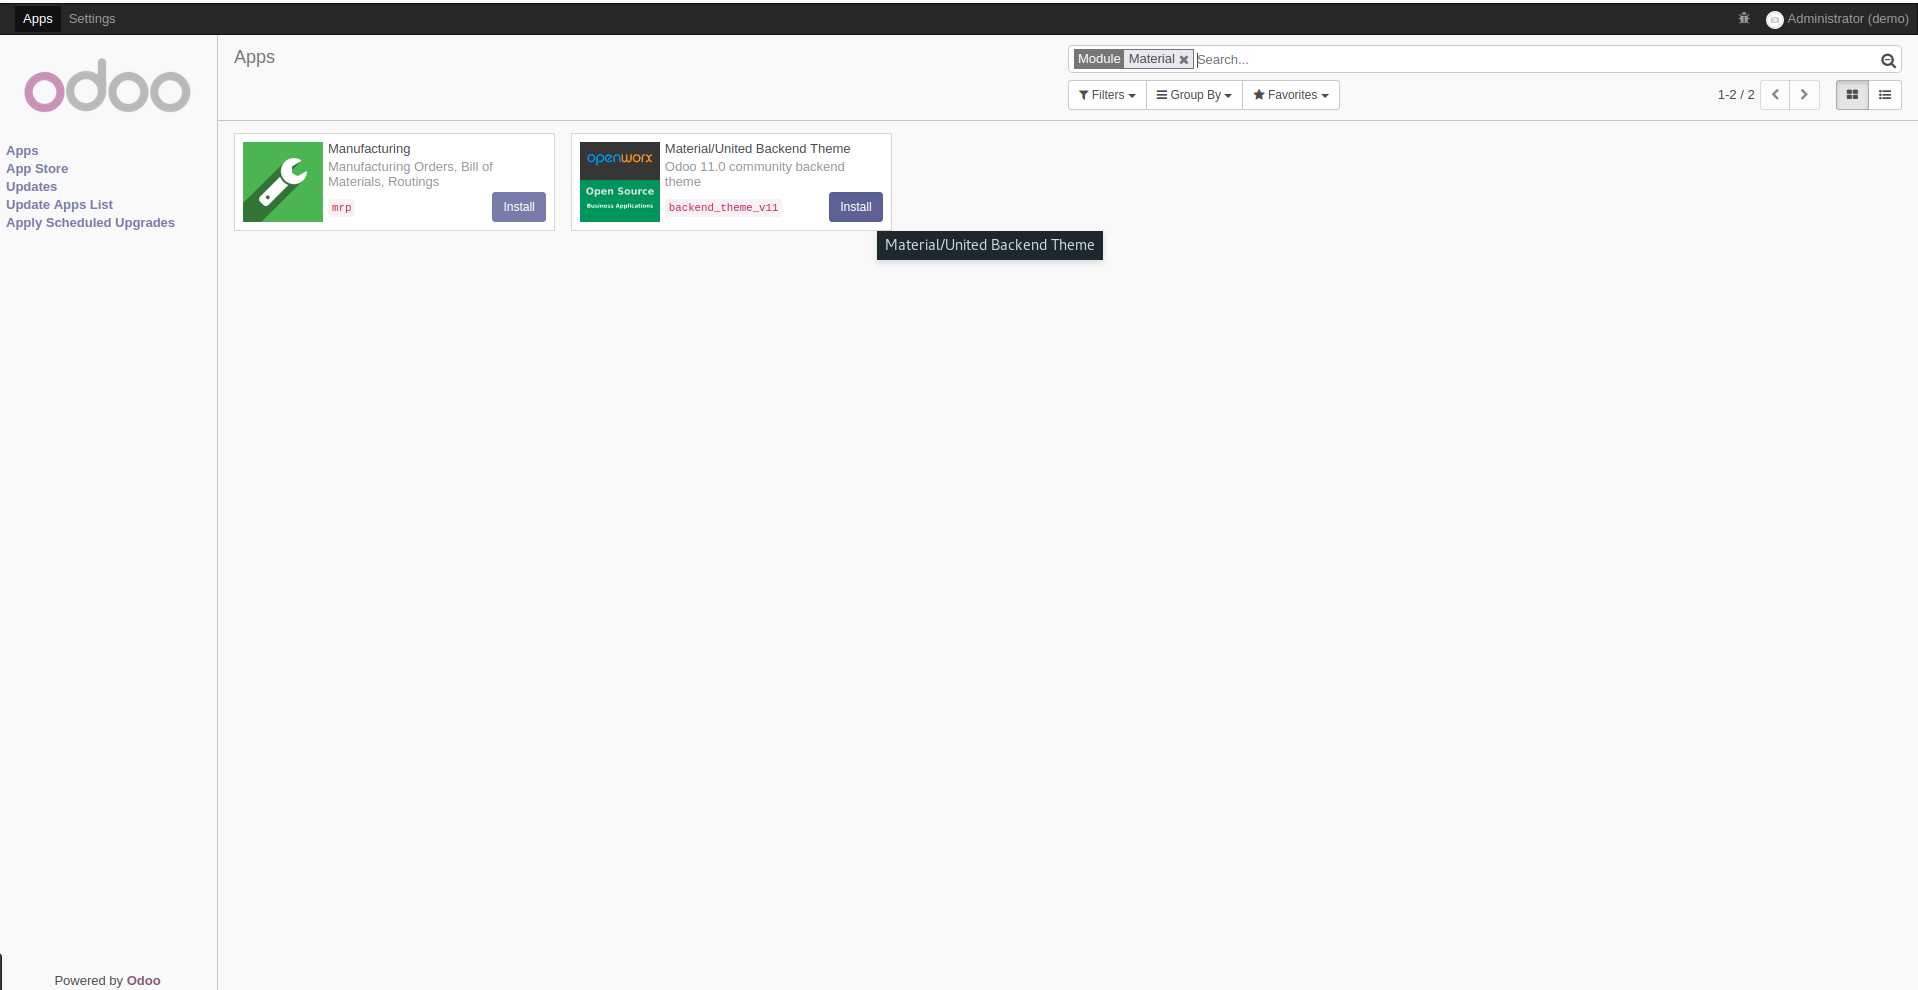 Apps Settings Administrator (demo)
odoo
Apps
App Store
Updates
Update Apps List
Apply Scheduled Upgrades
Powered by Odoo
Apps
Module Material Search...
Filters Group By Favorites 1-2 / 2
Manufacturing
Manufacturing Orders, Bill of
Materials, Routings
mrp Install
openworx
Open Source
Business Applications
Material/United Backend Theme
Odoo 11.0 community backend
theme
backend_theme_v11 Install
Material/United Backend Theme